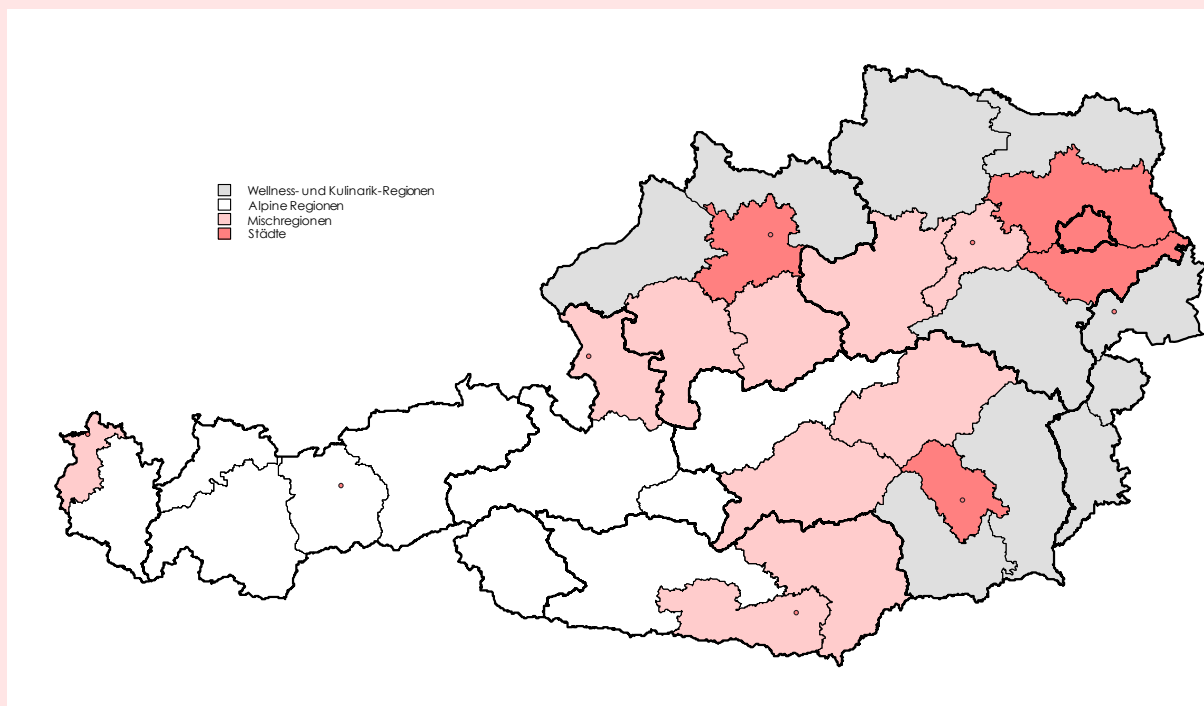 Wellness- und Kulinarik-Regionen
Alpine Regionen
Mischregionen
Städte